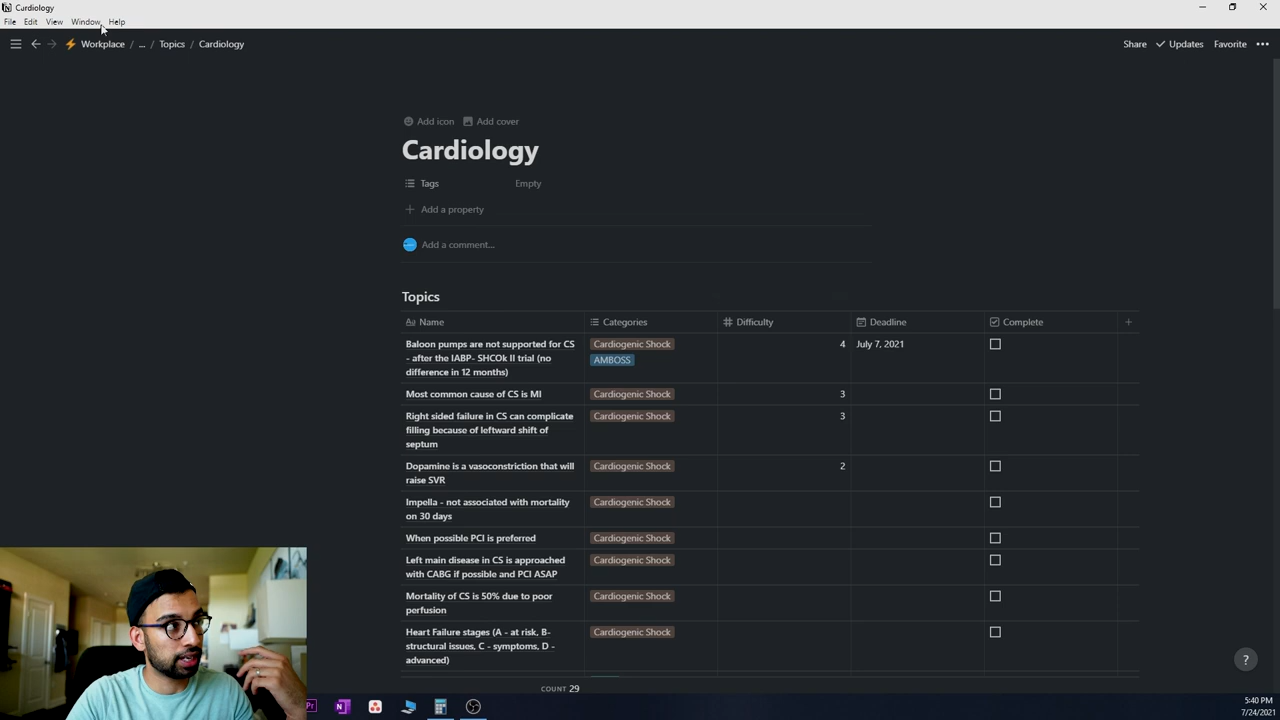 Cardiology
File Edit View Window Help
Workplace / ... / Topics / Cardiology
Share Updates Favorite •••
Add icon Add cover
Cardiology
Tags Empty
+ Add a property
Add a comment...
Topics
Aa Name Categories # Difficulty Deadline Complete +
Baloon pumps are not supported for CS
- after the IABP- SHCOk II trial (no
difference in 12 months)
Cardiogenic Shock
AMBOSS
4
July 7, 2021
Most common cause of CS is MI
Cardiogenic Shock
3
Right sided failure in CS can complicate
filling because of leftward shift of
septum
Cardiogenic Shock
3
Dopamine is a vasoconstriction that will
raise SVR
Cardiogenic Shock
2
Impella - not associated with mortality
on 30 days
Cardiogenic Shock
When possible PCI is preferred
Cardiogenic Shock
Left main disease in CS is approached
with CABG if possible and PCI ASAP
Cardiogenic Shock
Mortality of CS is 50% due to poor
perfusion
Cardiogenic Shock
Heart Failure stages (A - at risk, B-
structural issues, C - symptoms, D -
advanced)
Cardiogenic Shock
COUNT 29
?
5:40 PM
7/24/2021